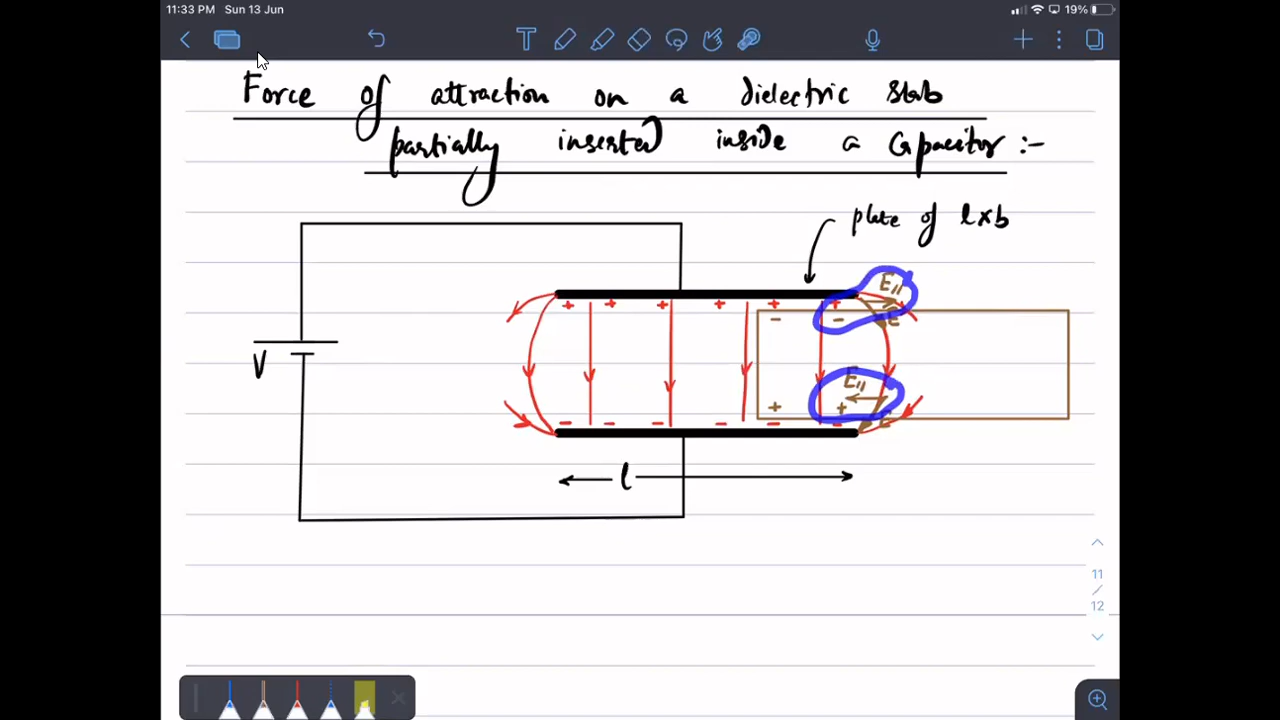 11:33 PM Sun 13 Jun
19%
Force of attraction on a dielectric slab
partially inserted inside a Capacitor :-
plate of l×b
E||
+ + + + + +
- -
E
V
E||
+ +
E
- - - - - -
l
11
/
12